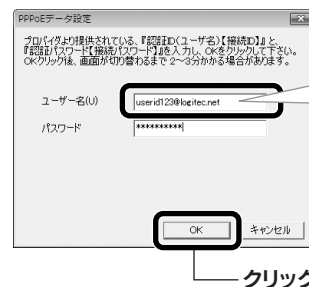 PPPoEデータ設定
プロバイダより提供されている、『認証ID(ユーザ名)【接続ID】』と、
『認証パスワード【接続パスワード】』を入力し、OKをクリックして下さい。
OKクリック後、画面が切り替わるまで 2~3分かかる場合があります。
ユーザー名(U)
userid123@logitec.net
パスワード
**********
OK
キャンセル
クリック